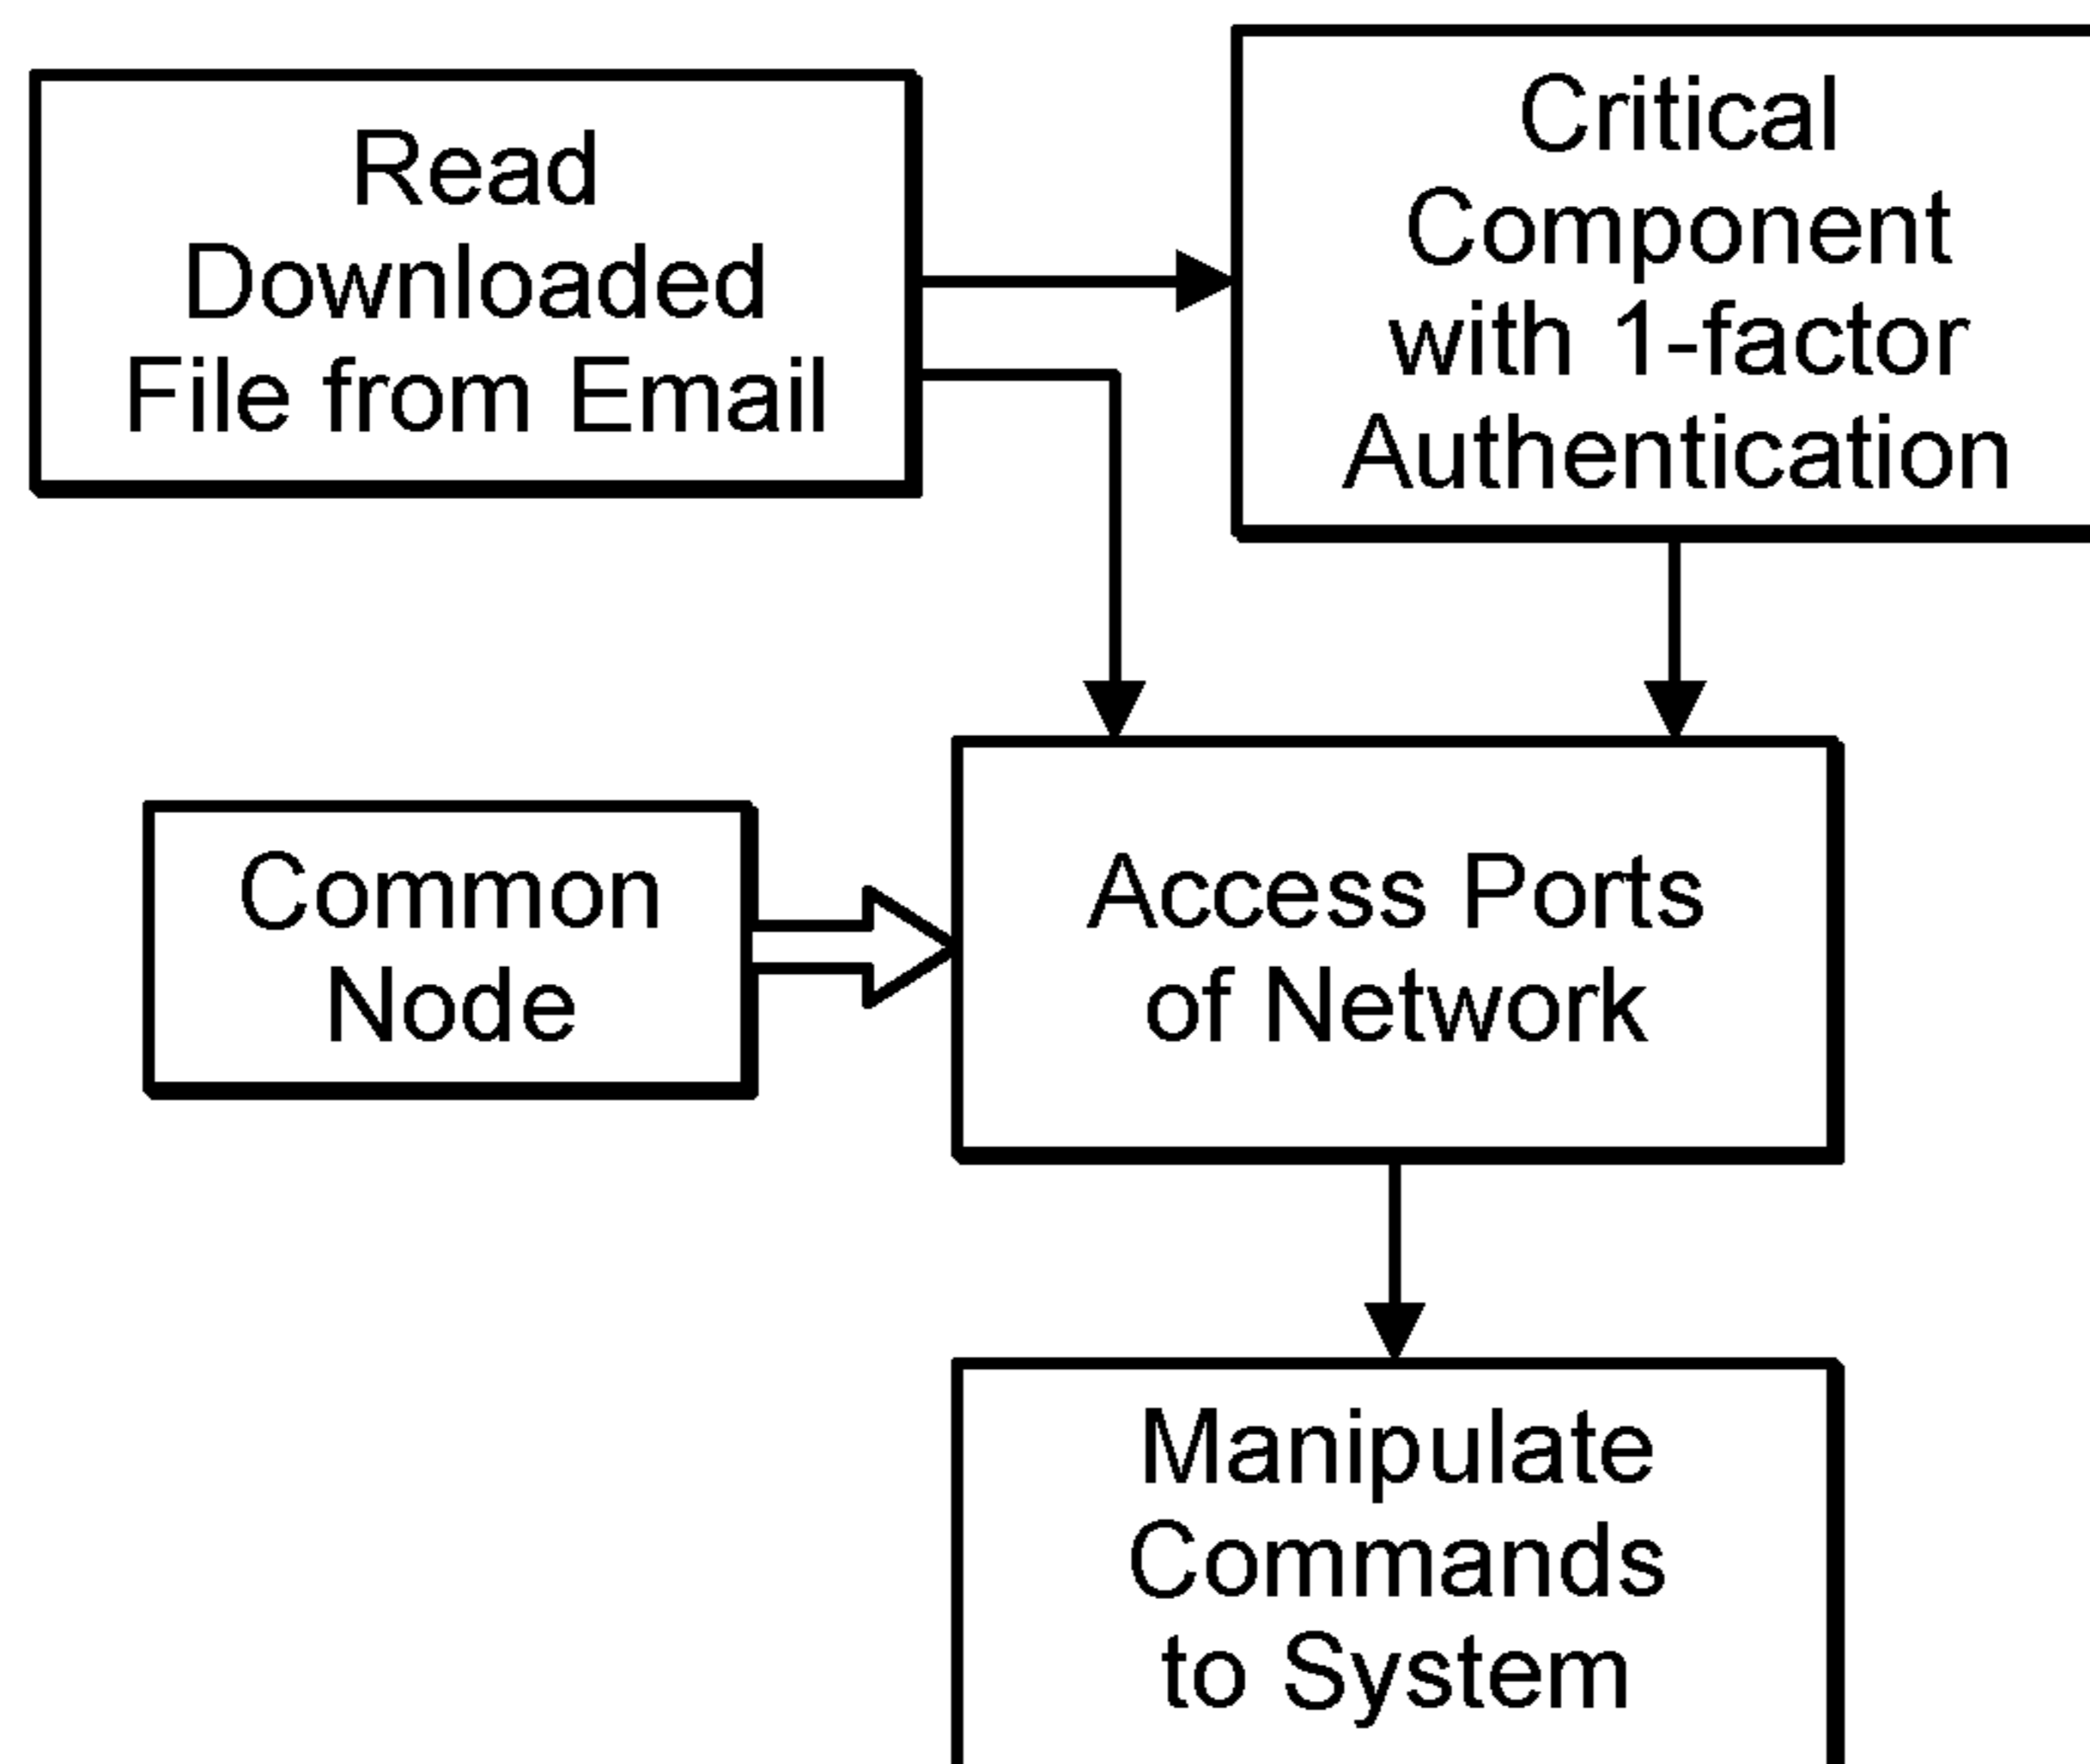 Read
Downloaded
File from Email
Critical
Component
with 1-factor
Authentication
Common
Node
Access Ports
of Network
Manipulate
Commands
to System